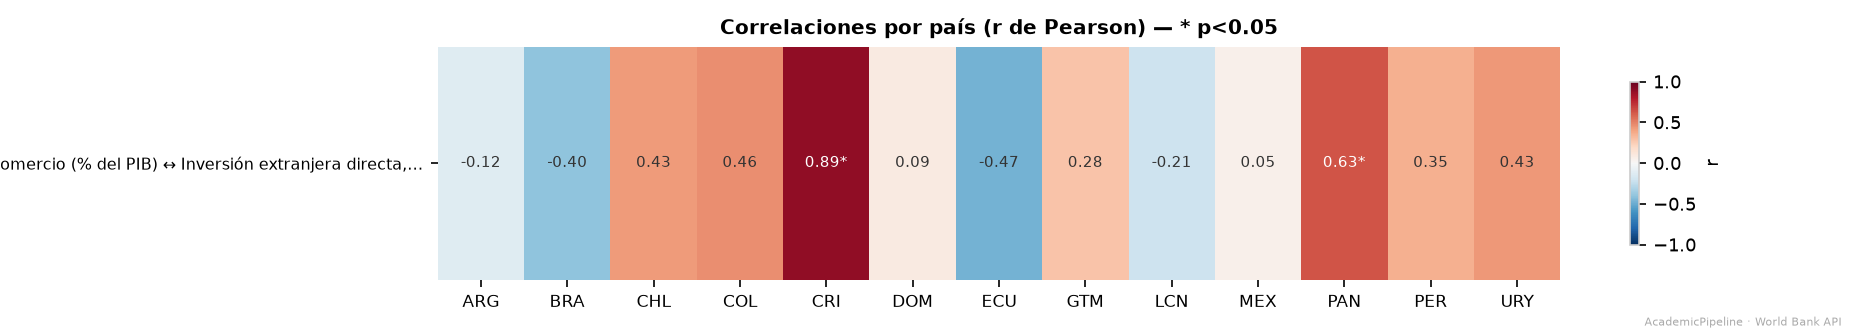 Correlaciones por país (r de Pearson) — * p<0.05
omercio (% del PIB) ↔ Inversión extranjera directa,...
-0.12 -0.40 0.43 0.46 0.89* 0.09 -0.47 0.28 -0.21 0.05 0.63* 0.35 0.43
ARG BRA CHL COL CRI DOM ECU GTM LCN MEX PAN PER URY
1.0
0.5
0.0
−0.5
−1.0
r
AcademicPipeline · World Bank API